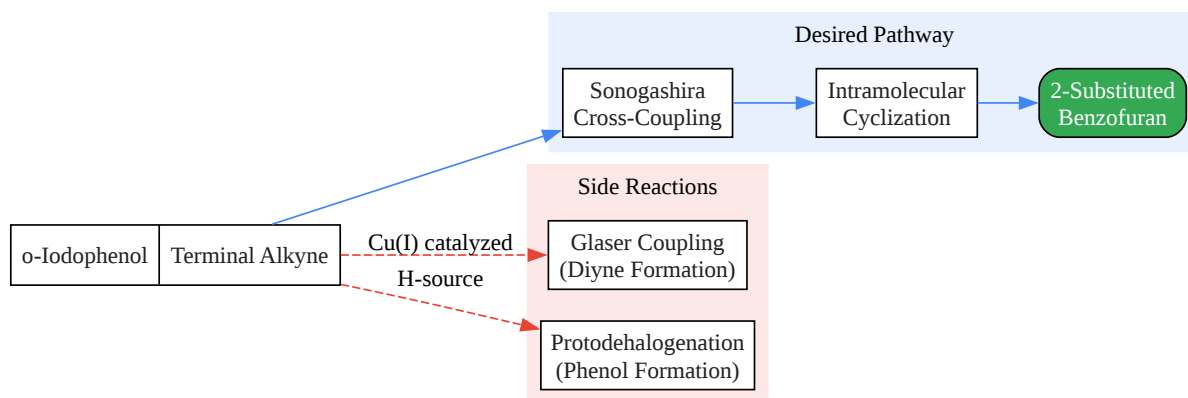 Desired Pathway
Sonogashira
Cross-Coupling
Intramolecular
Cyclization
2-Substituted
Benzofuran
Side Reactions
o-Iodophenol
Terminal Alkyne
Cu(I) catalyzed
H-source
Glaser Coupling
(Diyne Formation)
Protodehalogenation
(Phenol Formation)